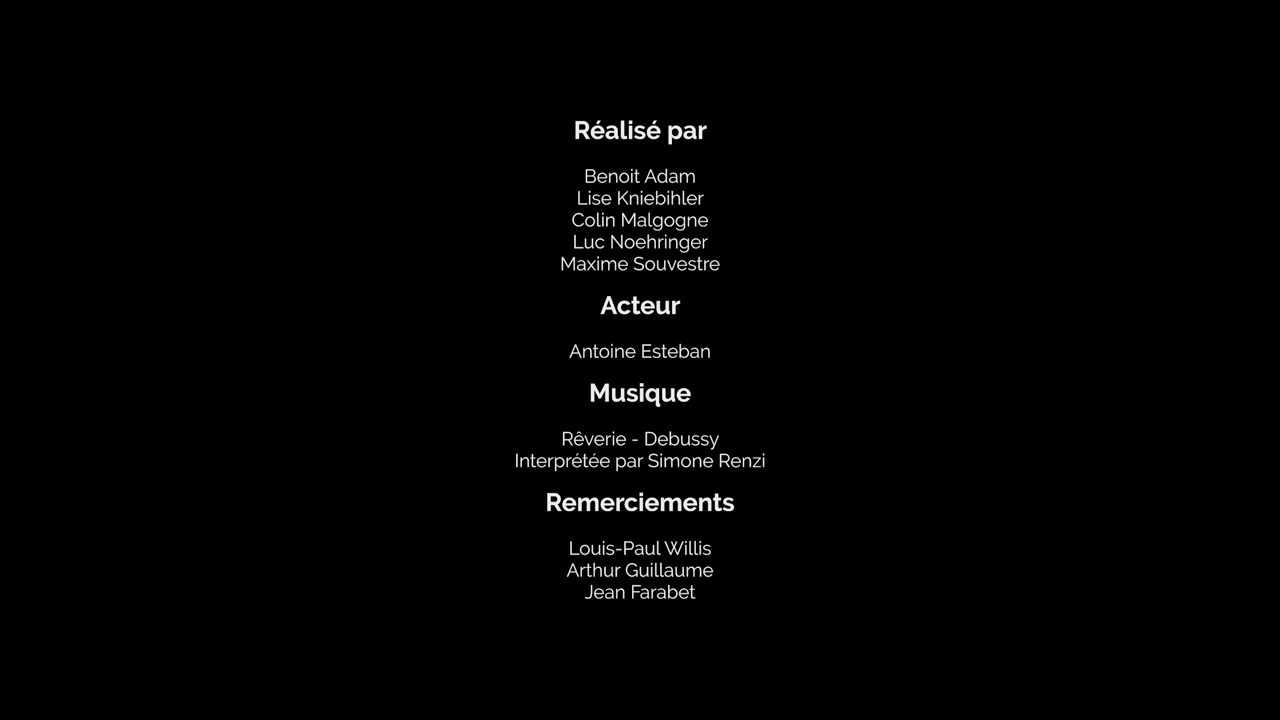 Réalisé par
Benoit Adam
Lise Kniebihler
Colin Malgogne
Luc Noehringer
Maxime Souvestre
Acteur
Antoine Esteban
Musique
Rêverie - Debussy
Interprétée par Simone Renzi
Remerciements
Louis-Paul Willis
Arthur Guillaume
Jean Farabet